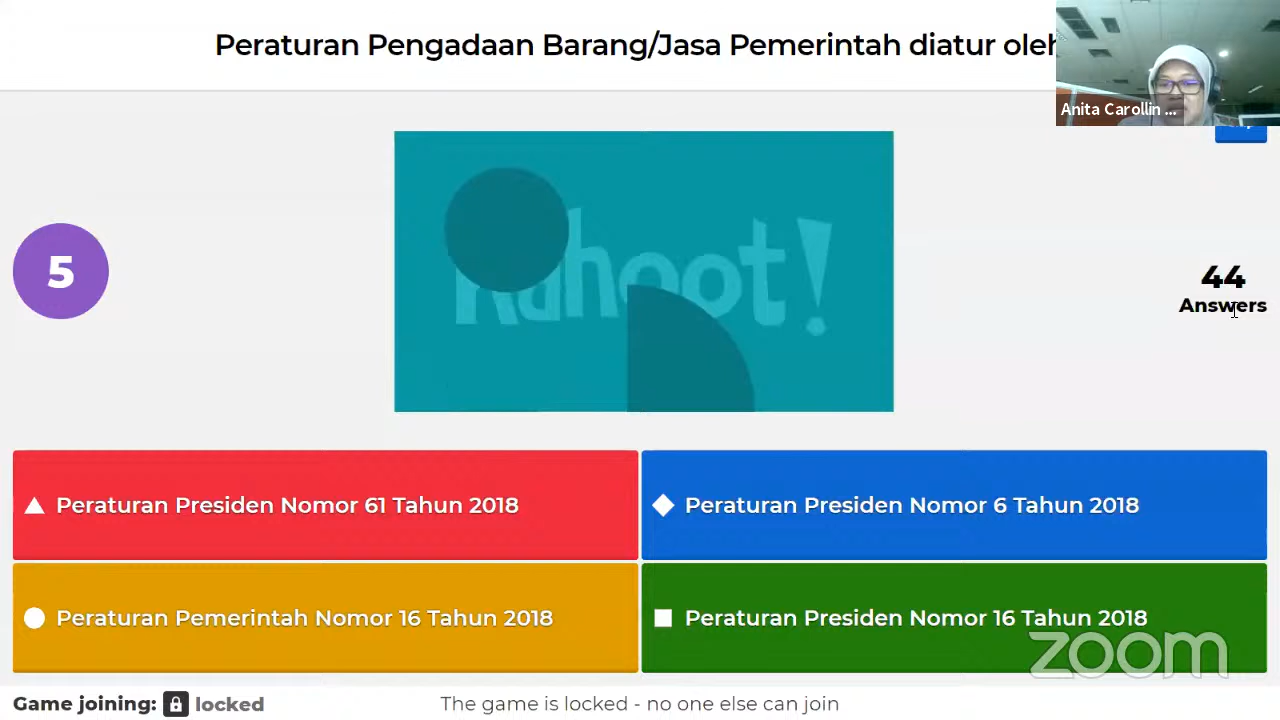 Peraturan Pengadaan Barang/Jasa Pemerintah diatur oleh
Anita Carollin ...
5
Kahoot!
44
Answers
Peraturan Presiden Nomor 61 Tahun 2018
Peraturan Presiden Nomor 6 Tahun 2018
Peraturan Pemerintah Nomor 16 Tahun 2018
Peraturan Presiden Nomor 16 Tahun 2018
zoom
Game joining: locked
The game is locked - no one else can join